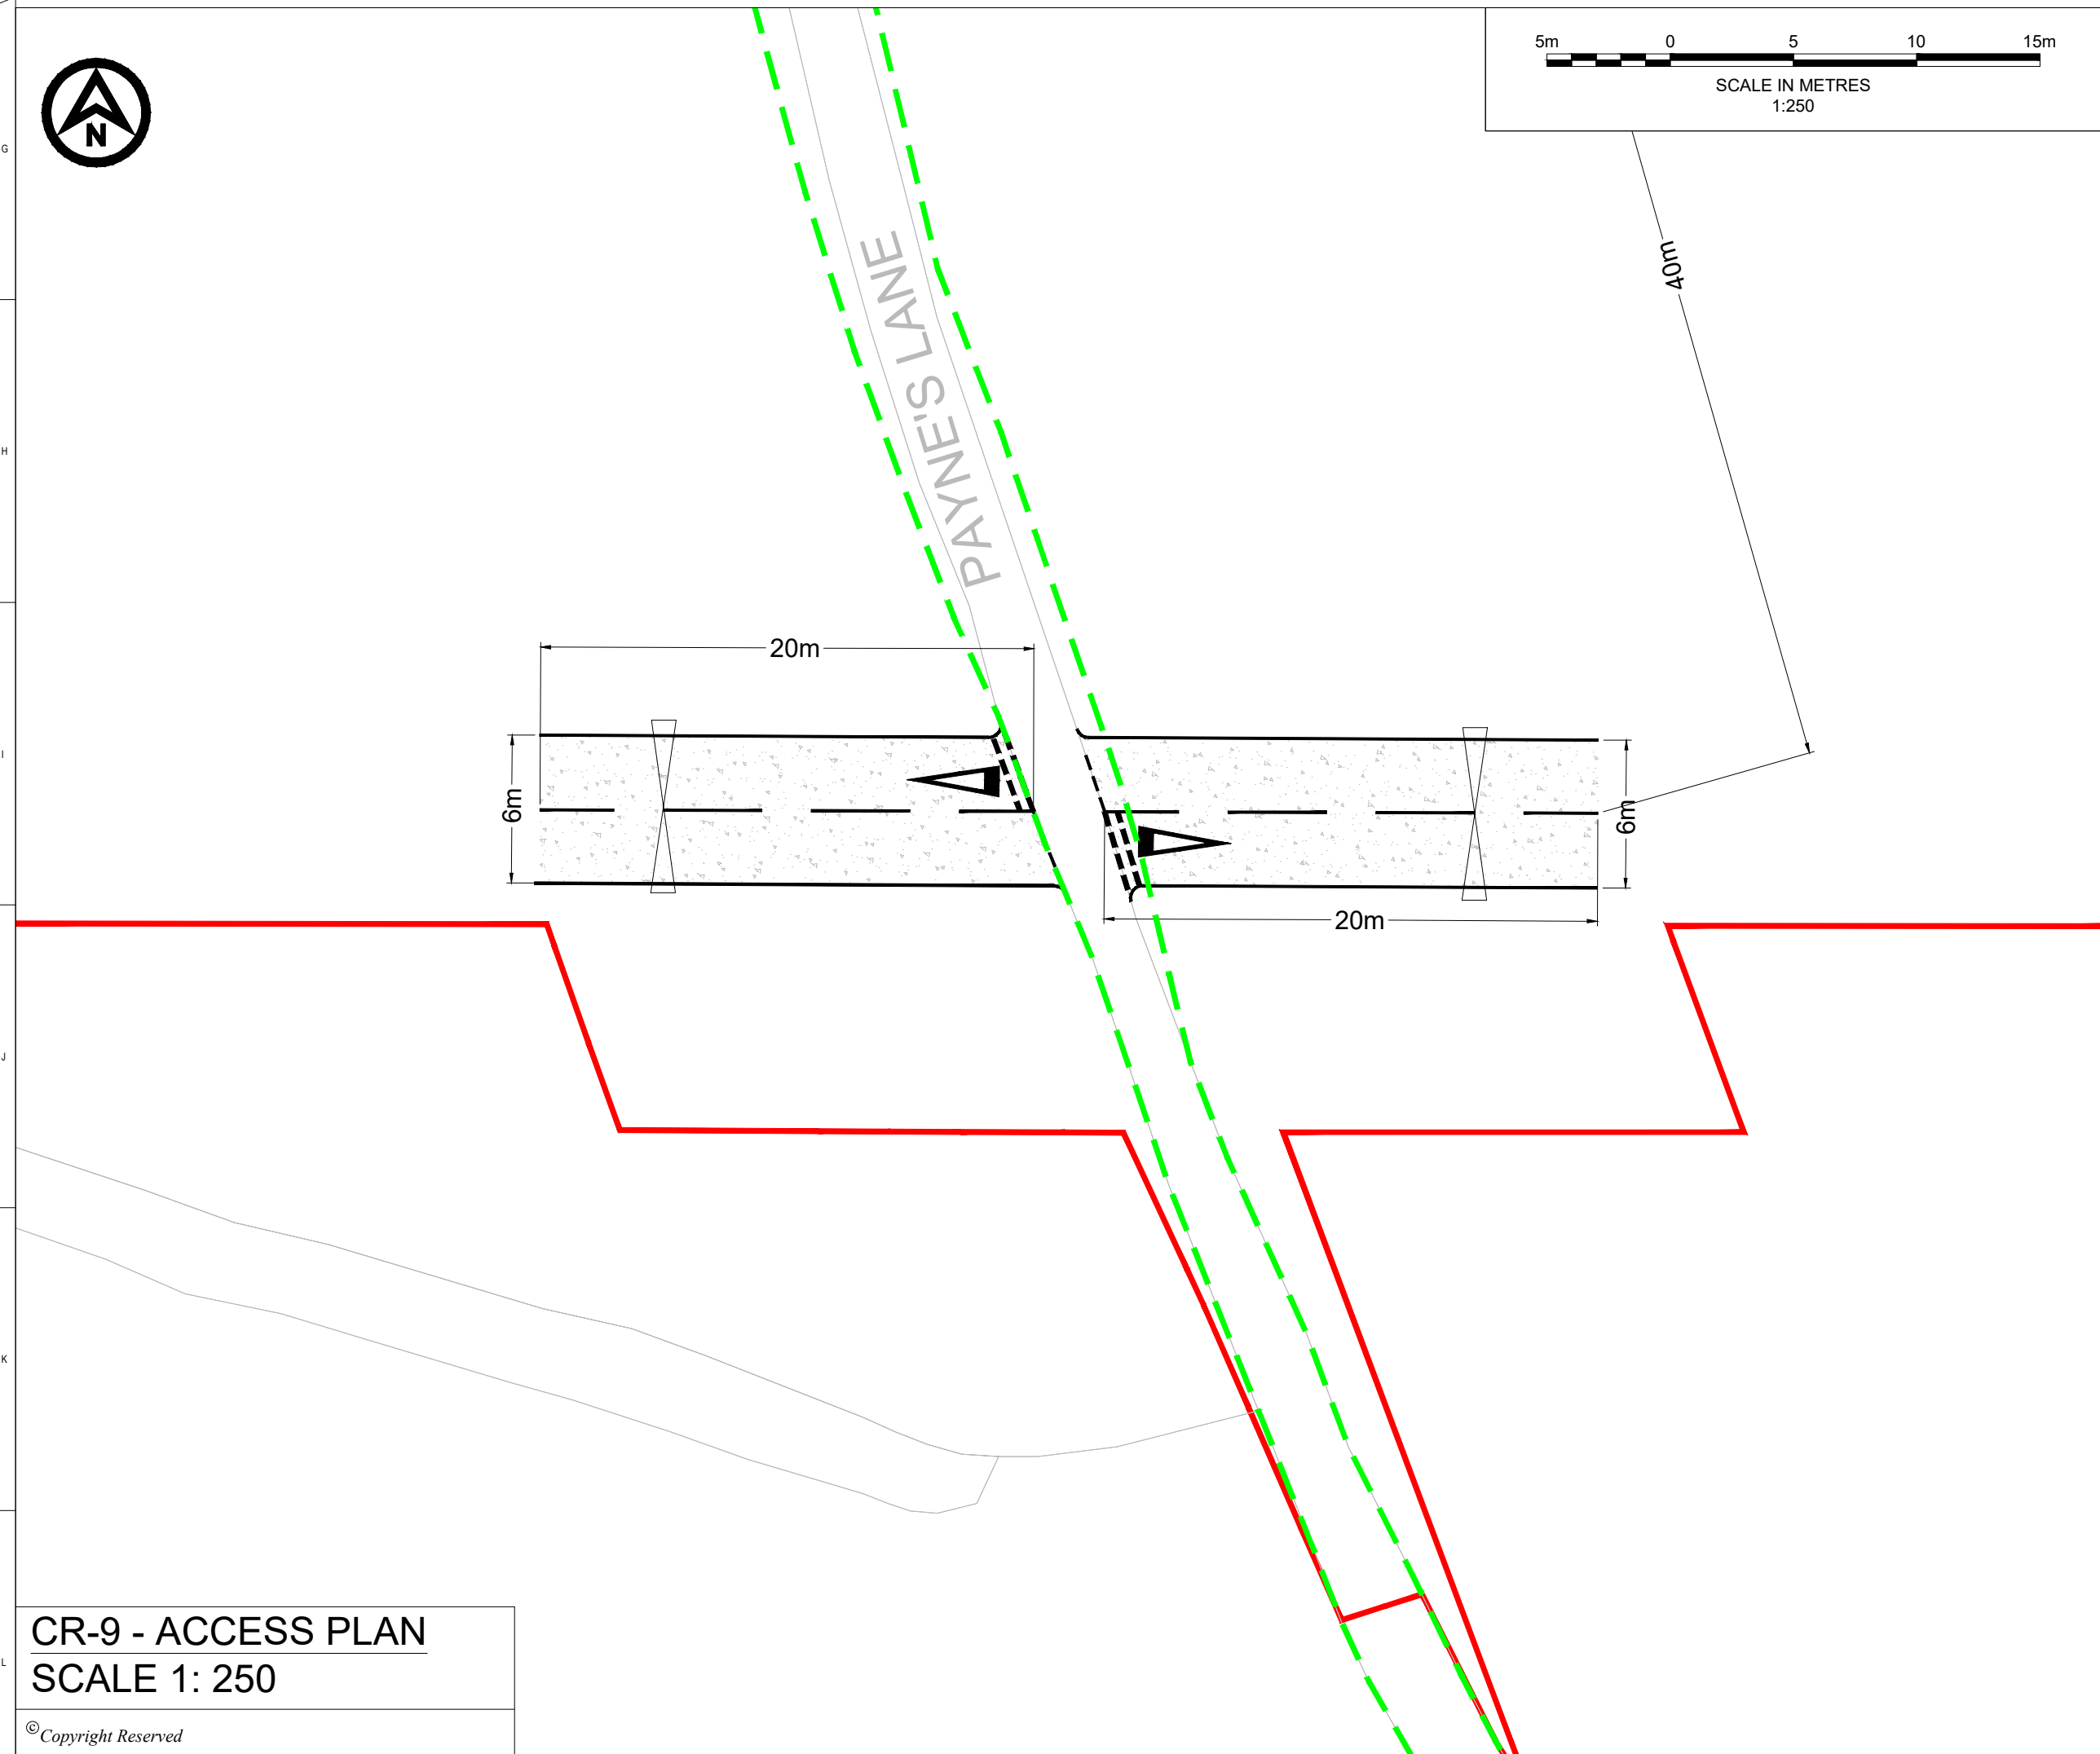 5m 0 5 10 15m
SCALE IN METRES
1:250
N
G
40m
PAYNE'S LANE
H
20m
I
6m
6m
20m
J
K
CR-9 - ACCESS PLAN
SCALE 1: 250
L
©Copyright Reserved